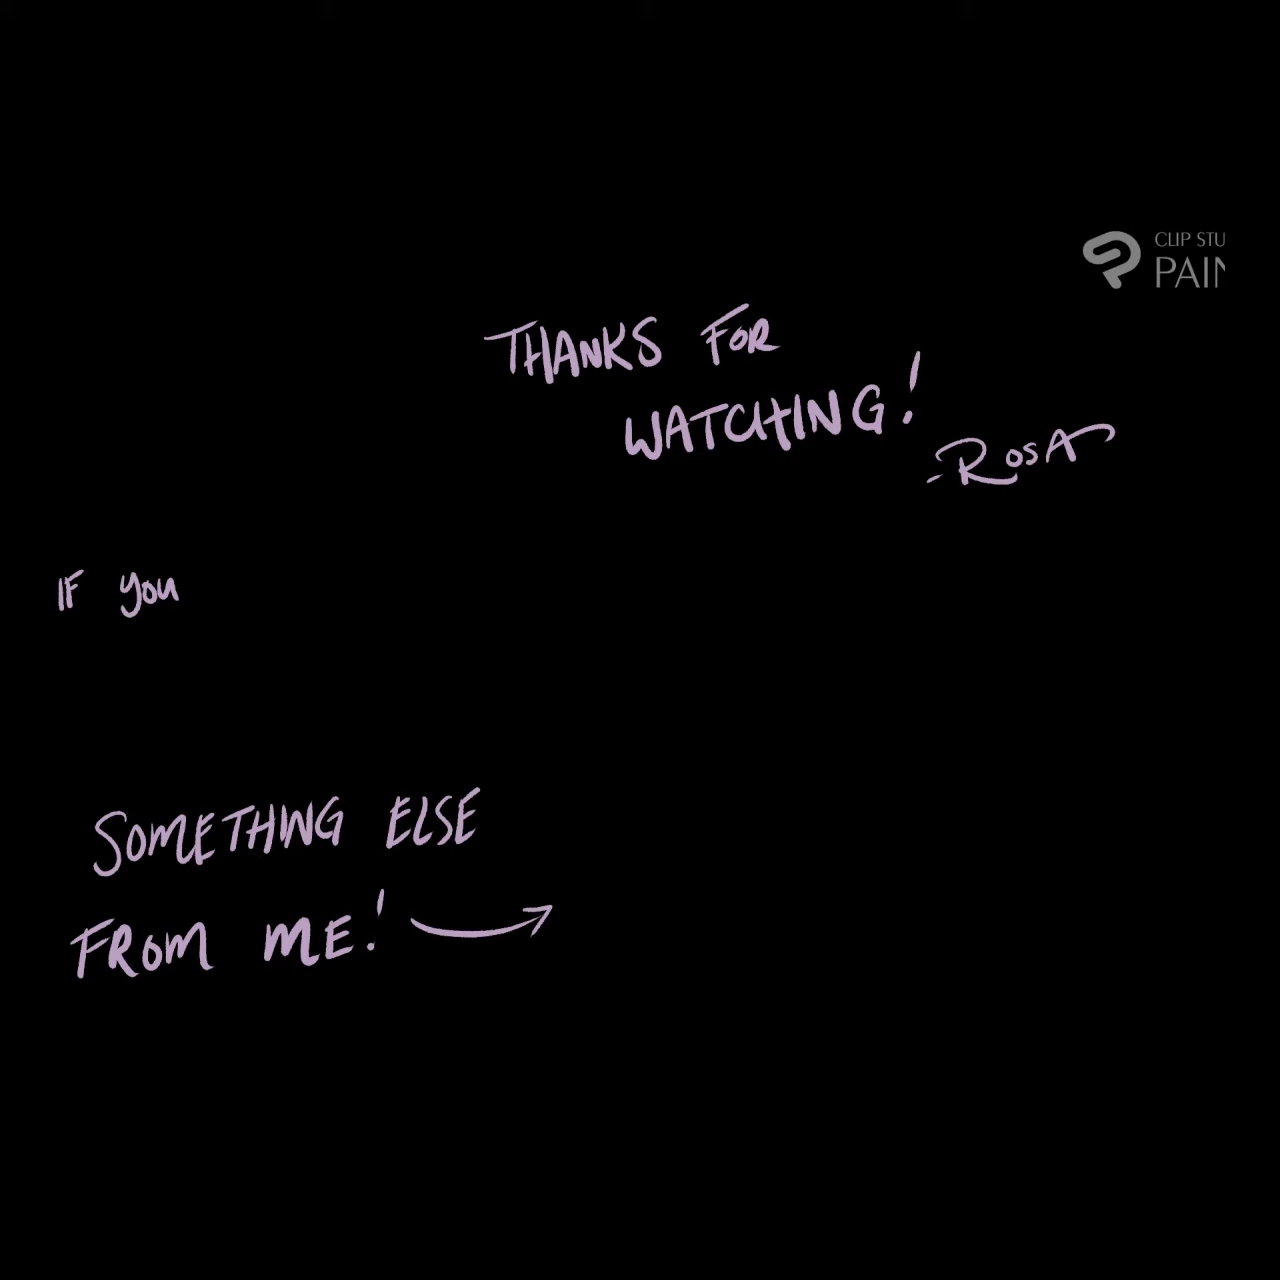 CLIP STU
PAIN
THANKS FOR
WATCHING!
-ROSA
IF you
SOMETHING ELSE
FROM ME!